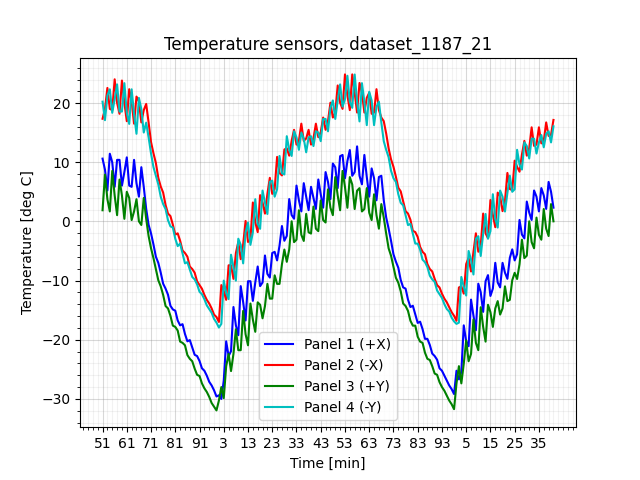 Temperature sensors, dataset_1187_21
Temperature [deg C]
20
10
0
−10
−20
−30
Panel 1 (+X)
Panel 2 (-X)
Panel 3 (+Y)
Panel 4 (-Y)
51 61 71 81 91 3 13 23 33 43 53 63 73 83 93 5 15 25 35
Time [min]